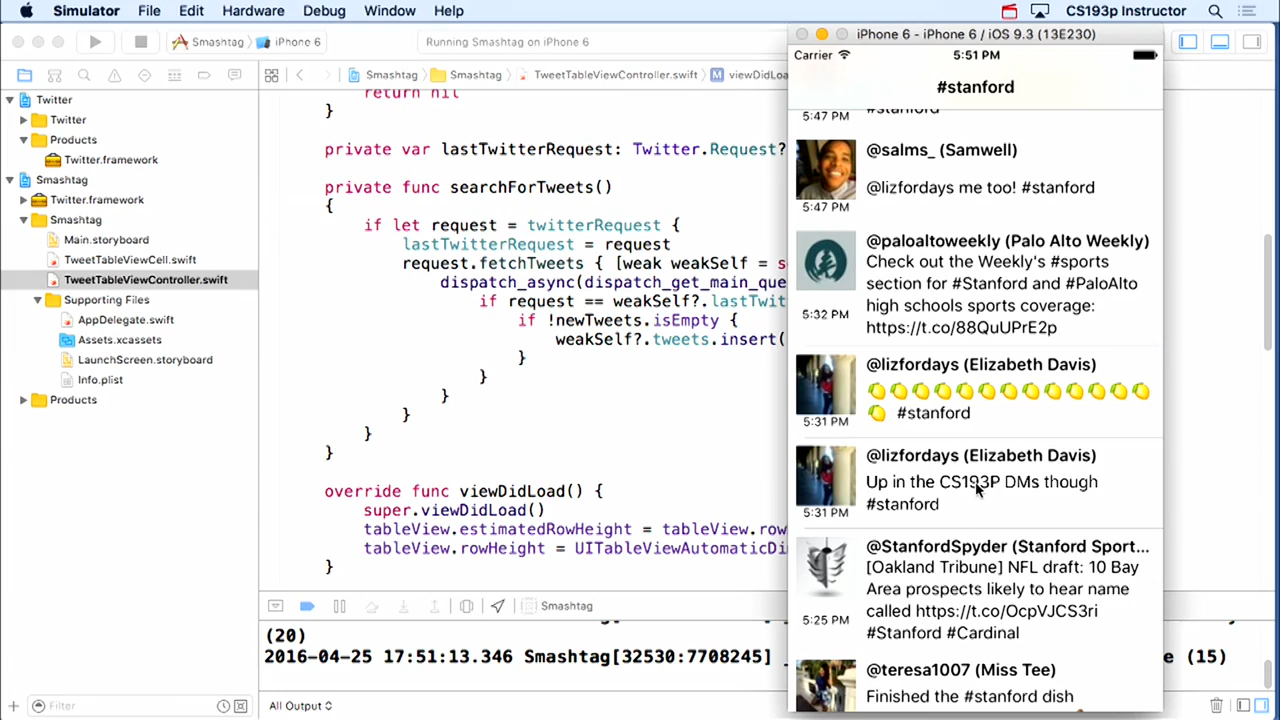 Simulator File Edit Hardware Debug Window Help
CS193p Instructor
Smashtag iPhone 6
Running Smashtag on iPhone 6
Smashtag Smashtag TweetTableViewController.swift M viewDidLoa
Twitter
Twitter
Products
Twitter.framework
Smashtag
Twitter.framework
Smashtag
Main.storyboard
TweetTableViewCell.swift
TweetTableViewController.swift
Supporting Files
AppDelegate.swift
Assets.xcassets
LaunchScreen.storyboard
Info.plist
Products
Filter
return nil
}
private var lastTwitterRequest: Twitter.Request?
private func searchForTweets()
{
if let request = twitterRequest {
lastTwitterRequest = request
request.fetchTweets { [weak weakSelf = s
dispatch_async(dispatch_get_main_que
if request == weakSelf?.lastTwit
if !newTweets.isEmpty {
weakSelf?.tweets.insert(
}
}
}
}
}
}
override func viewDidLoad() {
super.viewDidLoad()
tableView.estimatedRowHeight = tableView.row
tableView.rowHeight = UITableViewAutomaticDi
}
Smashtag
(20)
2016-04-25 17:51:13.346 Smashtag[32530:7708245]
e (15)
All Output
iPhone 6 - iPhone 6 / iOS 9.3 (13E230)
Carrier 5:51 PM
#stanford
#stanford
5:47 PM
@salms_ (Samwell)
@lizfordays me too! #stanford
5:47 PM
@paloaltoweekly (Palo Alto Weekly)
Check out the Weekly's #sports
section for #Stanford and #PaloAlto
high schools sports coverage:
https://t.co/88QuUPrE2p
5:32 PM
@lizfordays (Elizabeth Davis)
🍋🍋🍋🍋🍋🍋🍋🍋🍋🍋🍋🍋🍋
🍋 #stanford
5:31 PM
@lizfordays (Elizabeth Davis)
Up in the CS193P DMs though
#stanford
5:31 PM
@StanfordSpyder (Stanford Sport...
[Oakland Tribune] NFL draft: 10 Bay
Area prospects likely to hear name
called https://t.co/OcpVJCS3ri
#Stanford #Cardinal
5:25 PM
@teresa1007 (Miss Tee)
Finished the #stanford dish